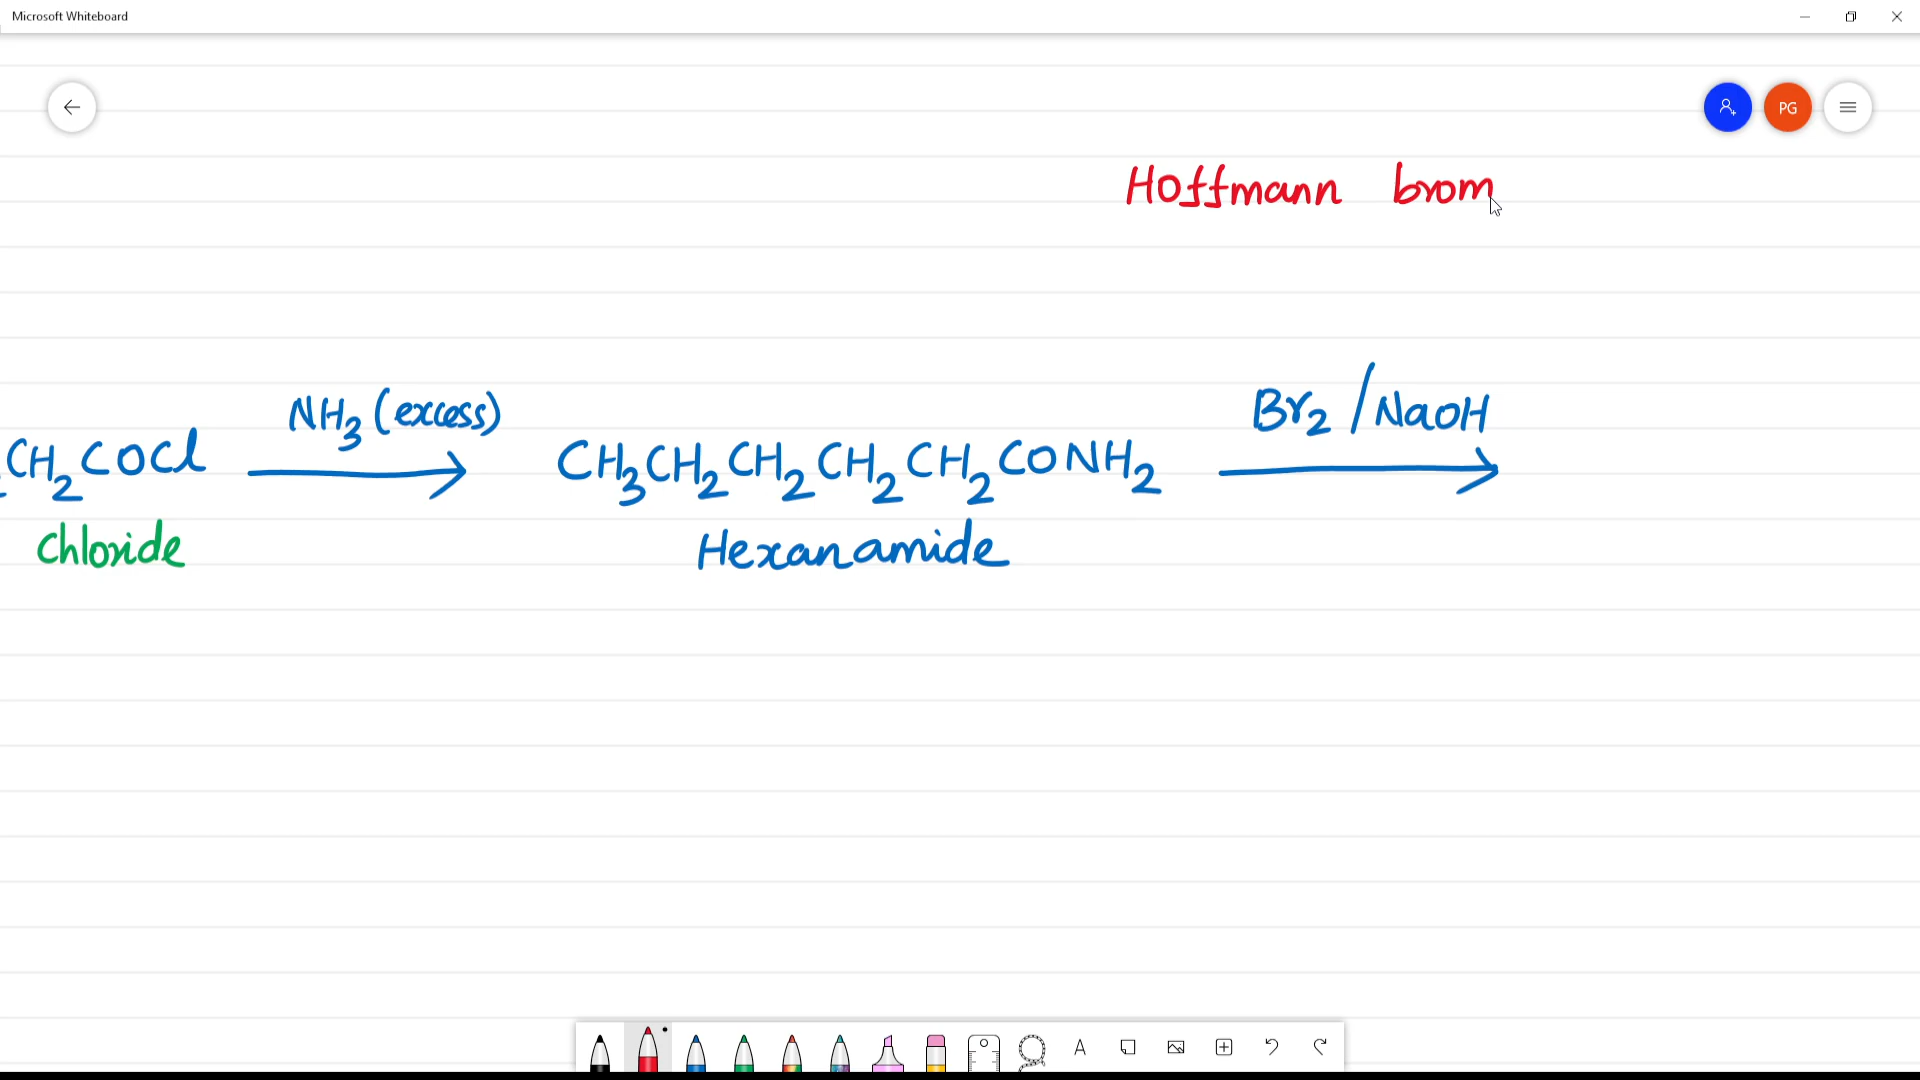 Microsoft Whiteboard
PG
Hoffmann brom
NH3 (excess)
Br2 / NaOH
CH2COCl
CH3CH2CH2CH2CH2CONH2
Chloride
Hexanamide
A